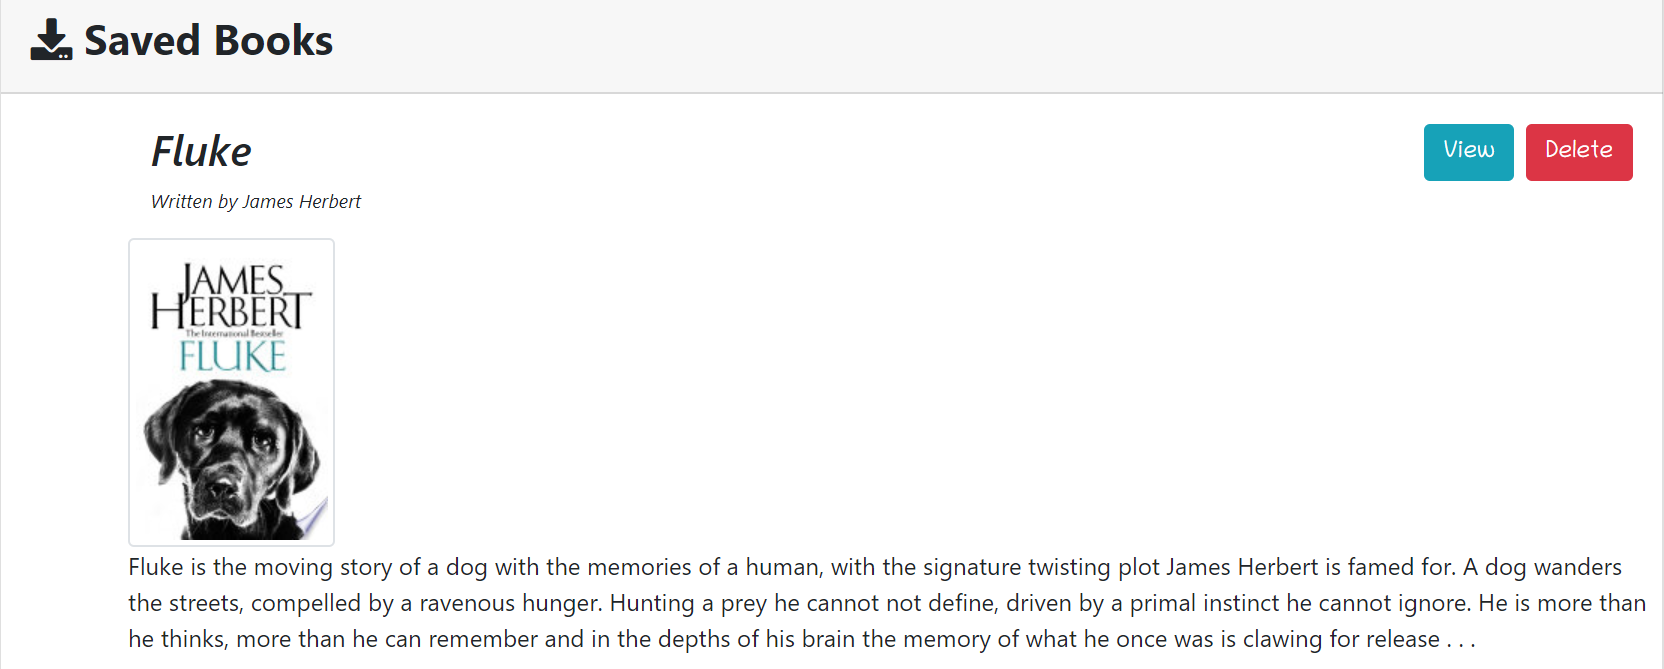 Saved Books
Fluke
View
Delete
Written by James Herbert
JAMES
HERBERT
The International Bestseller
FLUKE
Fluke is the moving story of a dog with the memories of a human, with the signature twisting plot James Herbert is famed for. A dog wanders
the streets, compelled by a ravenous hunger. Hunting a prey he cannot not define, driven by a primal instinct he cannot ignore. He is more than
he thinks, more than he can remember and in the depths of his brain the memory of what he once was is clawing for release . . .